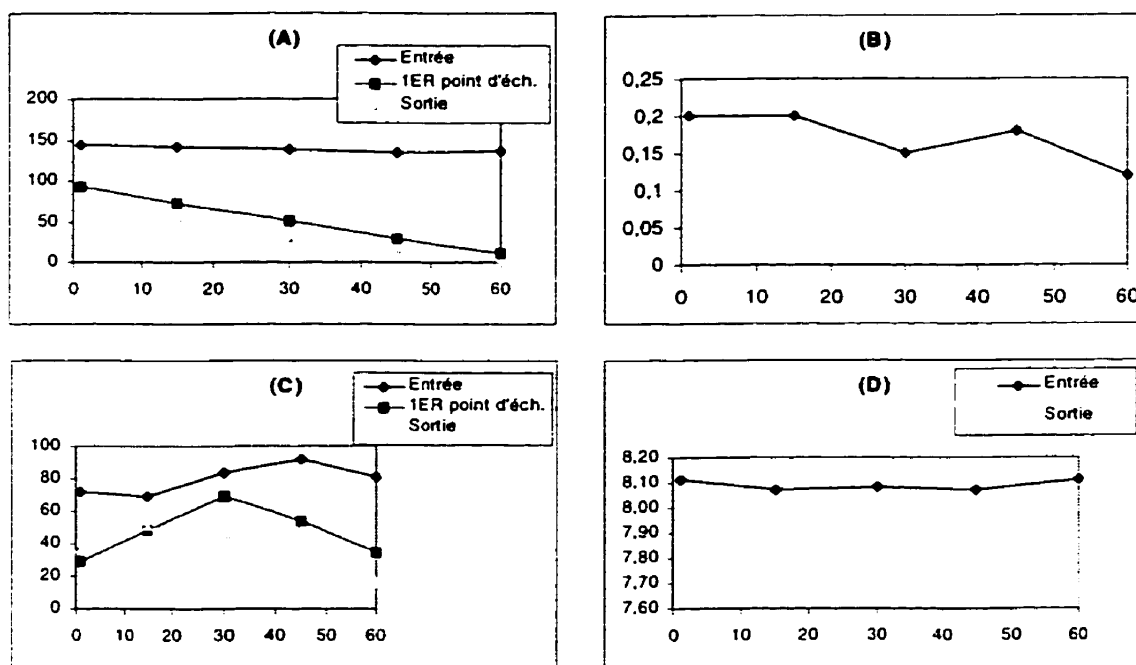 (A)
Entrée
1ER point d'éch.
Sortie
200
150
100
50
0
0 10 20 30 40 50 60
(B)
0,25
0,2
0,15
0,1
0,05
0
0 10 20 30 40 50 60
(C)
Entrée
1ER point d'éch.
Sortie
100
80
60
40
20
0
0 10 20 30 40 50 60
(D)
Entrée
Sortie
8,20
8,10
8,00
7,90
7,80
7,70
7,60
0 10 20 30 40 50 60